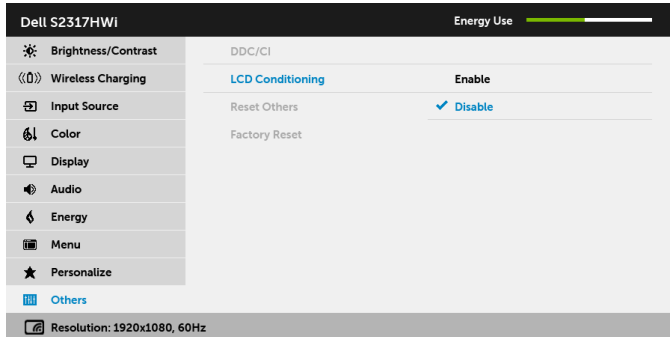 Dell S2317HWi Energy Use
Brightness/Contrast DDC/CI
Wireless Charging LCD Conditioning Enable
Input Source Reset Others Disable
Color Factory Reset
Display
Audio
Energy
Menu
Personalize
Others
Resolution: 1920x1080, 60Hz